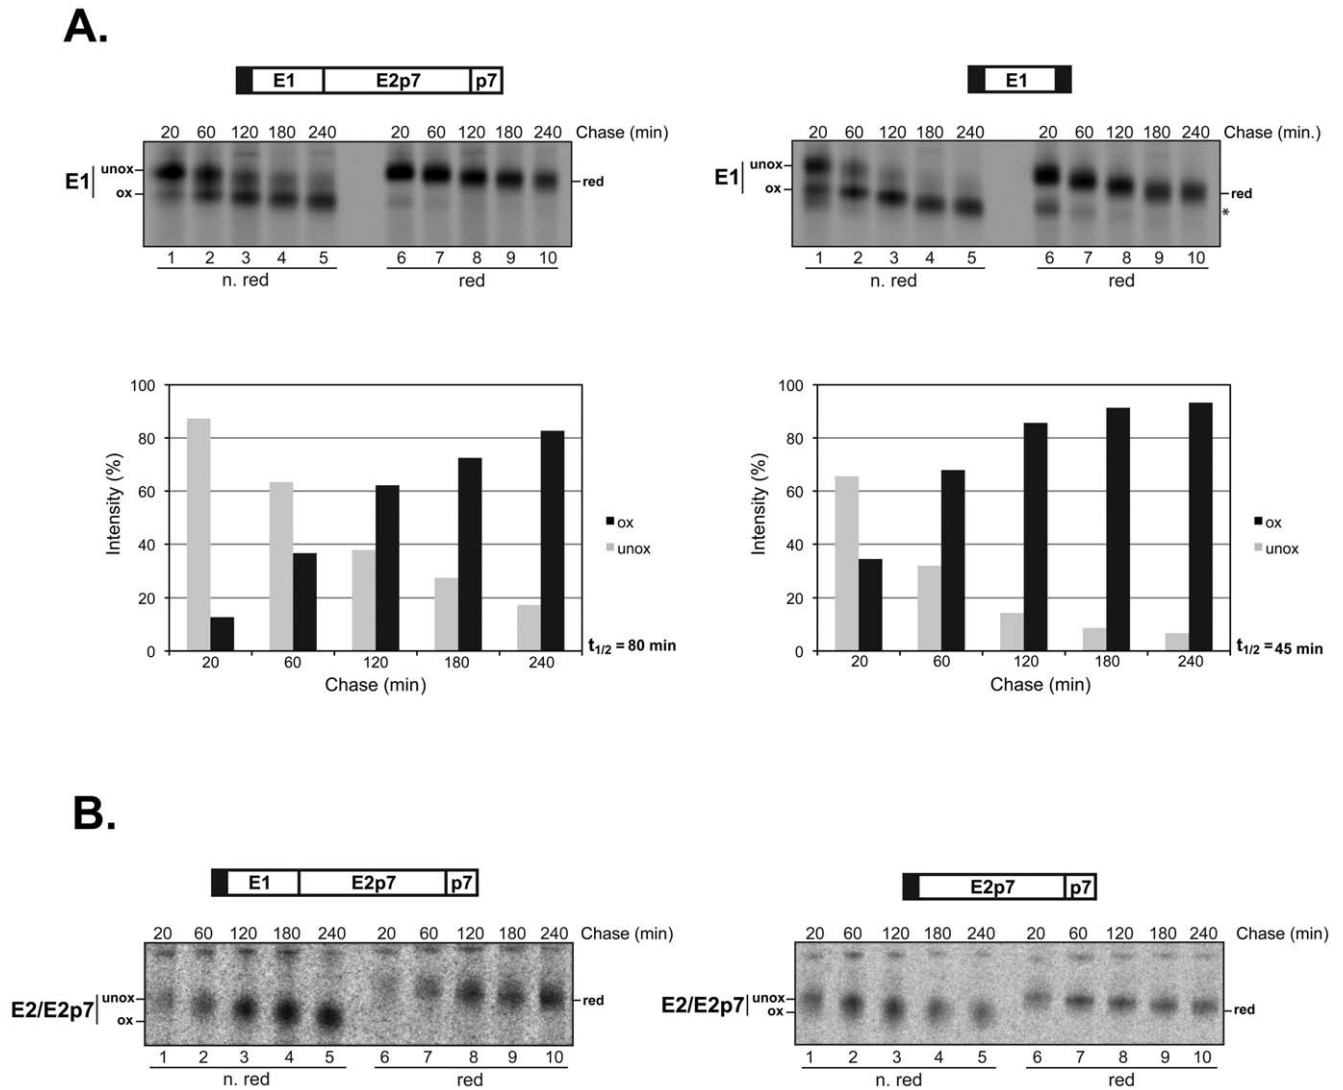 A.
E1 E2p7 p7
E1
20 60 120 180 240 20 60 120 180 240 Chase (min)
20 60 120 180 240 20 60 120 180 240 Chase (min.)
E1 unox ox red
E1 unox ox red *
1 2 3 4 5 6 7 8 9 10
1 2 3 4 5 6 7 8 9 10
n. red red
n. red red
100
80
60
40
20
0
Intensity (%)
20 60 120 180 240
Chase (min)
ox
unox
t1/2 = 80 min
100
80
60
40
20
0
Intensity (%)
20 60 120 180 240
Chase (min)
ox
unox
t1/2 = 45 min
B.
E1 E2p7 p7
E2p7 p7
20 60 120 180 240 20 60 120 180 240 Chase (min)
20 60 120 180 240 20 60 120 180 240 Chase (min)
E2/E2p7 unox ox red
E2/E2p7 unox ox red
1 2 3 4 5 6 7 8 9 10
1 2 3 4 5 6 7 8 9 10
n. red red
n. red red